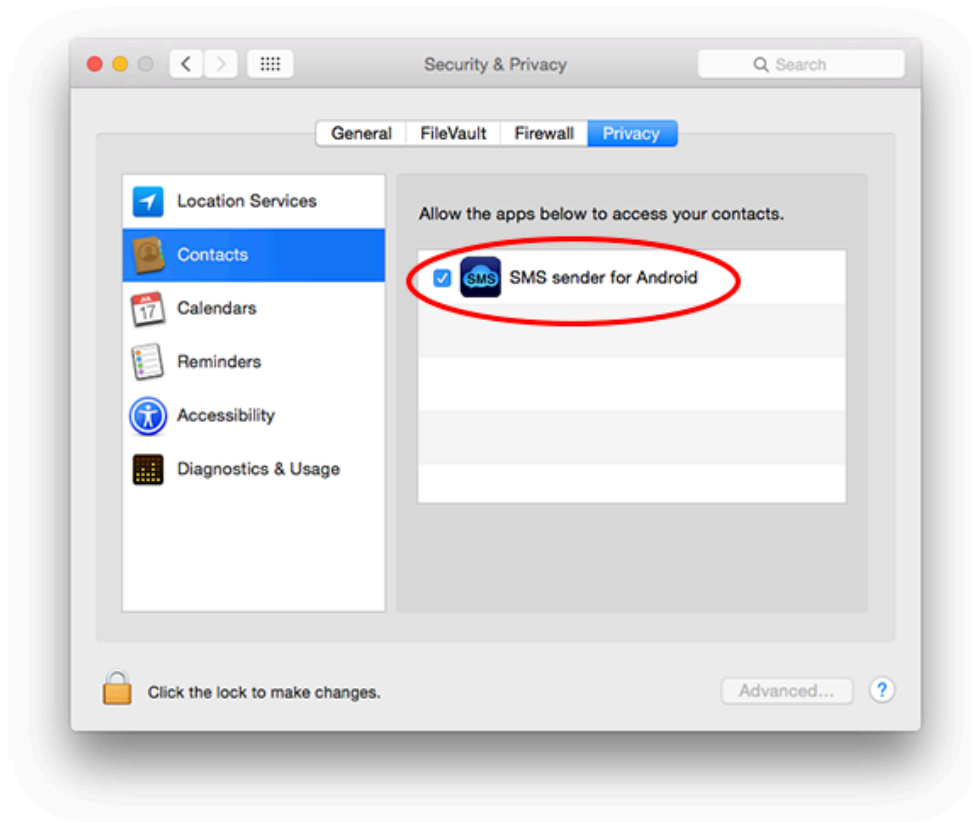 Security & Privacy
Search
General FileVault Firewall Privacy
Location Services
Contacts
Calendars
Reminders
Accessibility
Diagnostics & Usage
Allow the apps below to access your contacts.
SMS SMS sender for Android
JUL
17
Click the lock to make changes.
Advanced...
?